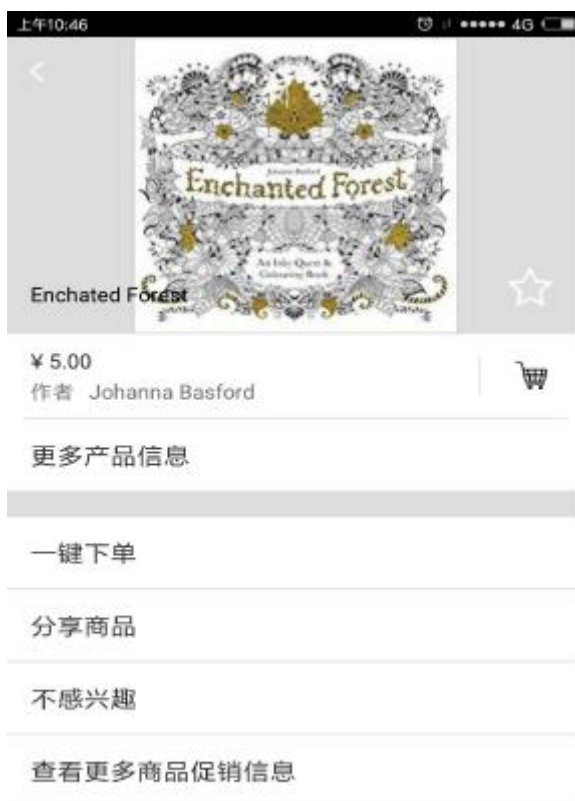 上午10:46
4G
Johanna Basford
Enchanted Forest
An Inky Quest &
Colouring Book
Enchated Forest
¥ 5.00
作者 Johanna Basford
更多产品信息
一键下单
分享商品
不感兴趣
查看更多商品促销信息